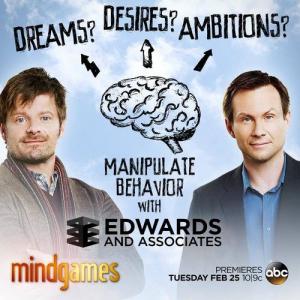 DREAMS? DESIRES? AMBITIONS?
MANIPULATE
BEHAVIOR
WITH
EDWARDS
AND ASSOCIATES
mindgames
PREMIERES
TUESDAY FEB 25 10|9c
abc